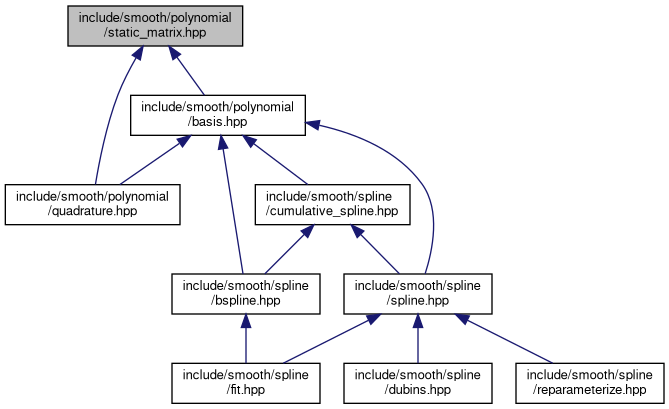 include/smooth/polynomial
/static_matrix.hpp
include/smooth/polynomial
/basis.hpp
include/smooth/polynomial
/quadrature.hpp
include/smooth/spline
/cumulative_spline.hpp
include/smooth/spline
/bspline.hpp
include/smooth/spline
/spline.hpp
include/smooth/spline
/fit.hpp
include/smooth/spline
/dubins.hpp
include/smooth/spline
/reparameterize.hpp